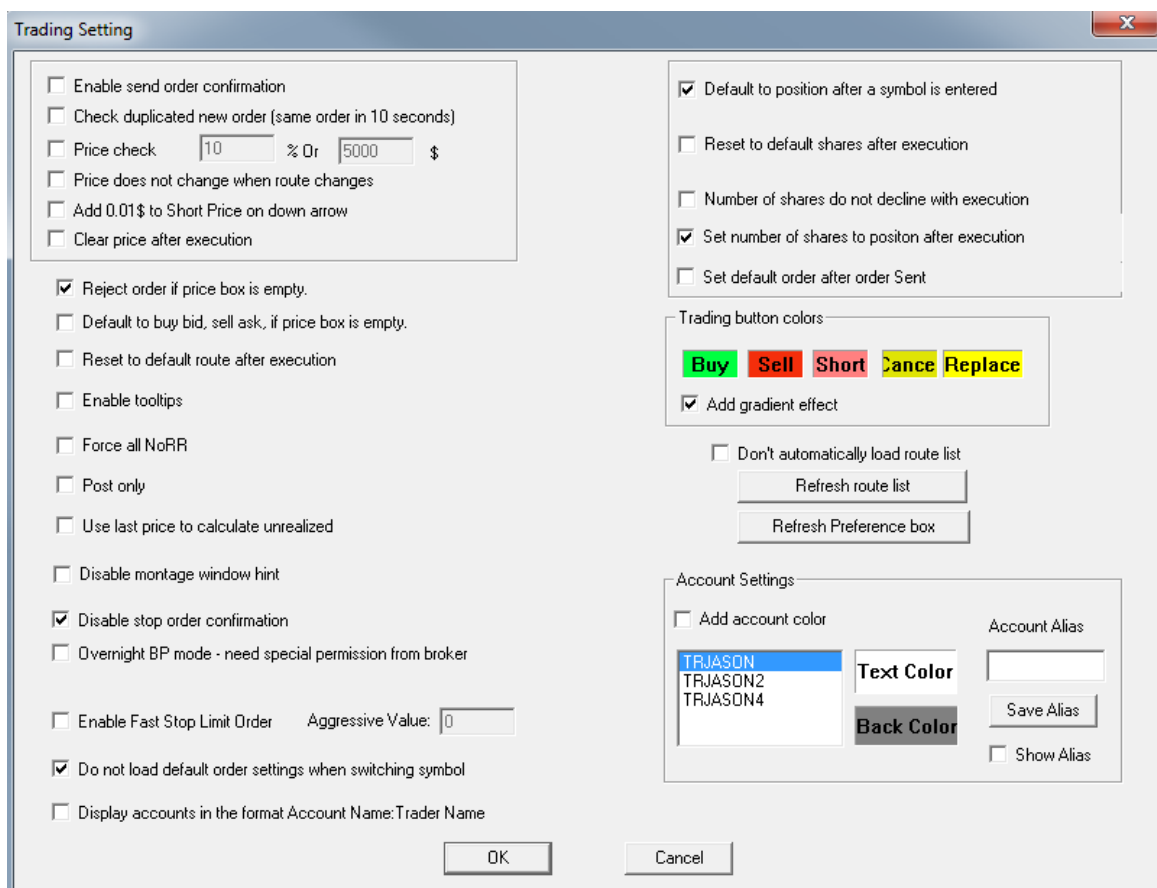 Trading Setting
Enable send order confirmation
Check duplicated new order (same order in 10 seconds)
Price check 10 % Or 5000 $
Price does not change when route changes
Add 0.01$ to Short Price on down arrow
Clear price after execution
Reject order if price box is empty.
Default to buy bid, sell ask, if price box is empty.
Reset to default route after execution
Enable tooltips
Force all NoRR
Post only
Use last price to calculate unrealized
Disable montage window hint
Disable stop order confirmation
Overnight BP mode - need special permission from broker
Enable Fast Stop Limit Order Aggressive Value: 0
Do not load default order settings when switching symbol
Display accounts in the format Account Name:Trader Name
Default to position after a symbol is entered
Reset to default shares after execution
Number of shares do not decline with execution
Set number of shares to positon after execution
Set default order after order Sent
Trading button colors
Buy Sell Short Cance Replace
Add gradient effect
Don't automatically load route list
Refresh route list
Refresh Preference box
Account Settings
Add account color
TRJASON
TRJASON2
TRJASON4
Text Color
Back Color
Account Alias
Save Alias
Show Alias
OK Cancel